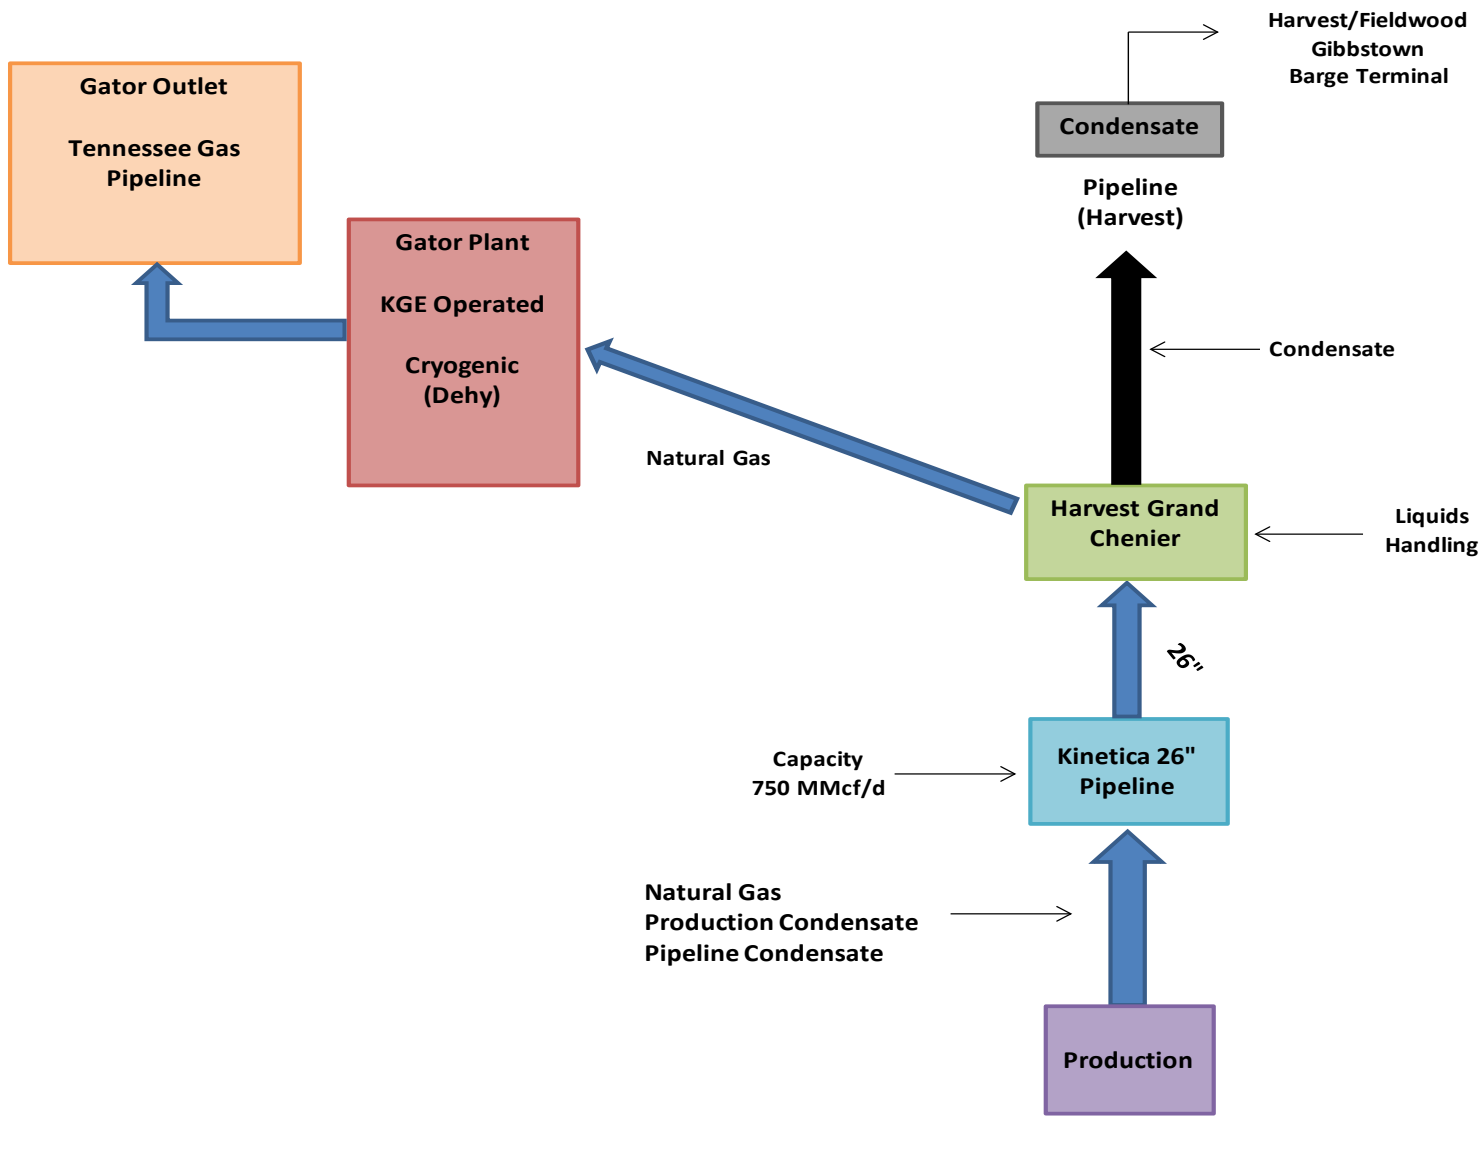 Harvest/Fieldwood
Gibbstown
Barge Terminal
Gator Outlet
Tennessee Gas
Pipeline
Condensate
Pipeline
(Harvest)
Gator Plant
KGE Operated
Cryogenic
(Dehy)
Condensate
Natural Gas
Harvest Grand
Chenier
Liquids
Handling
26"
Kinetica 26"
Pipeline
Capacity
750 MMcf/d
Natural Gas
Production Condensate
Pipeline Condensate
Production